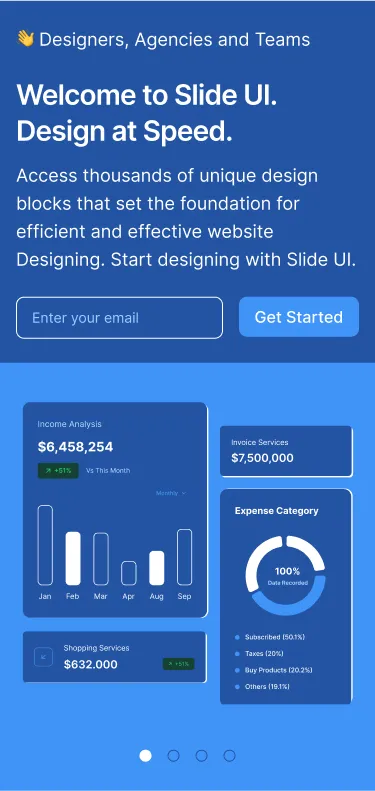 👋 Designers, Agencies and Teams
Welcome to Slide UI.
Design at Speed.
Access thousands of unique design
blocks that set the foundation for
efficient and effective website
Designing. Start designing with Slide UI.
Enter your email
Get Started
Income Analysis
$6,458,254
+51% Vs This Month
Monthly
Jan Feb Mar Apr Aug Sep
Shopping Services
$632.000
+51%
Invoice Services
$7,500,000
Expense Category
100%
Date Recorded
Subscribed (50.1%)
Taxes (20%)
Buy Products (20.2%)
Others (19.1%)